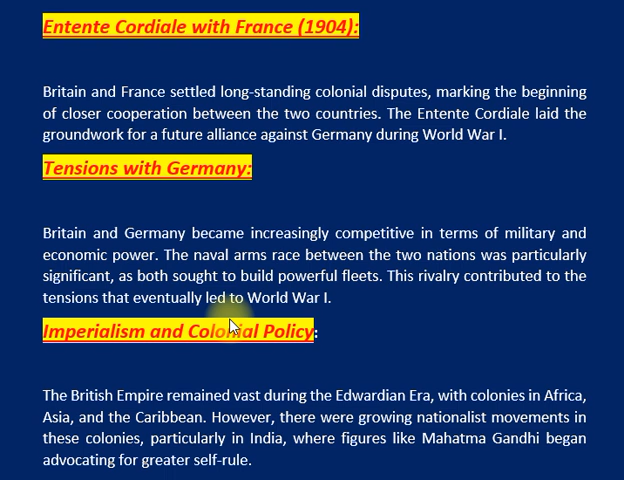 Entente Cordiale with France (1904):
Britain and France settled long-standing colonial disputes, marking the beginning
of closer cooperation between the two countries. The Entente Cordiale laid the
groundwork for a future alliance against Germany during World War I.
Tensions with Germany:
Britain and Germany became increasingly competitive in terms of military and
economic power. The naval arms race between the two nations was particularly
significant, as both sought to build powerful fleets. This rivalry contributed to the
tensions that eventually led to World War I.
Imperialism and Colonial Policy:
The British Empire remained vast during the Edwardian Era, with colonies in Africa,
Asia, and the Caribbean. However, there were growing nationalist movements in
these colonies, particularly in India, where figures like Mahatma Gandhi began
advocating for greater self-rule.